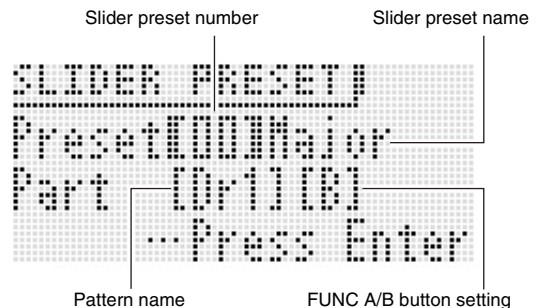 Slider preset number
Slider preset name
SLIDER PRESET
Preset[00]Major
Part [Dr1][B]
…Press Enter
Pattern name
FUNC A/B button setting